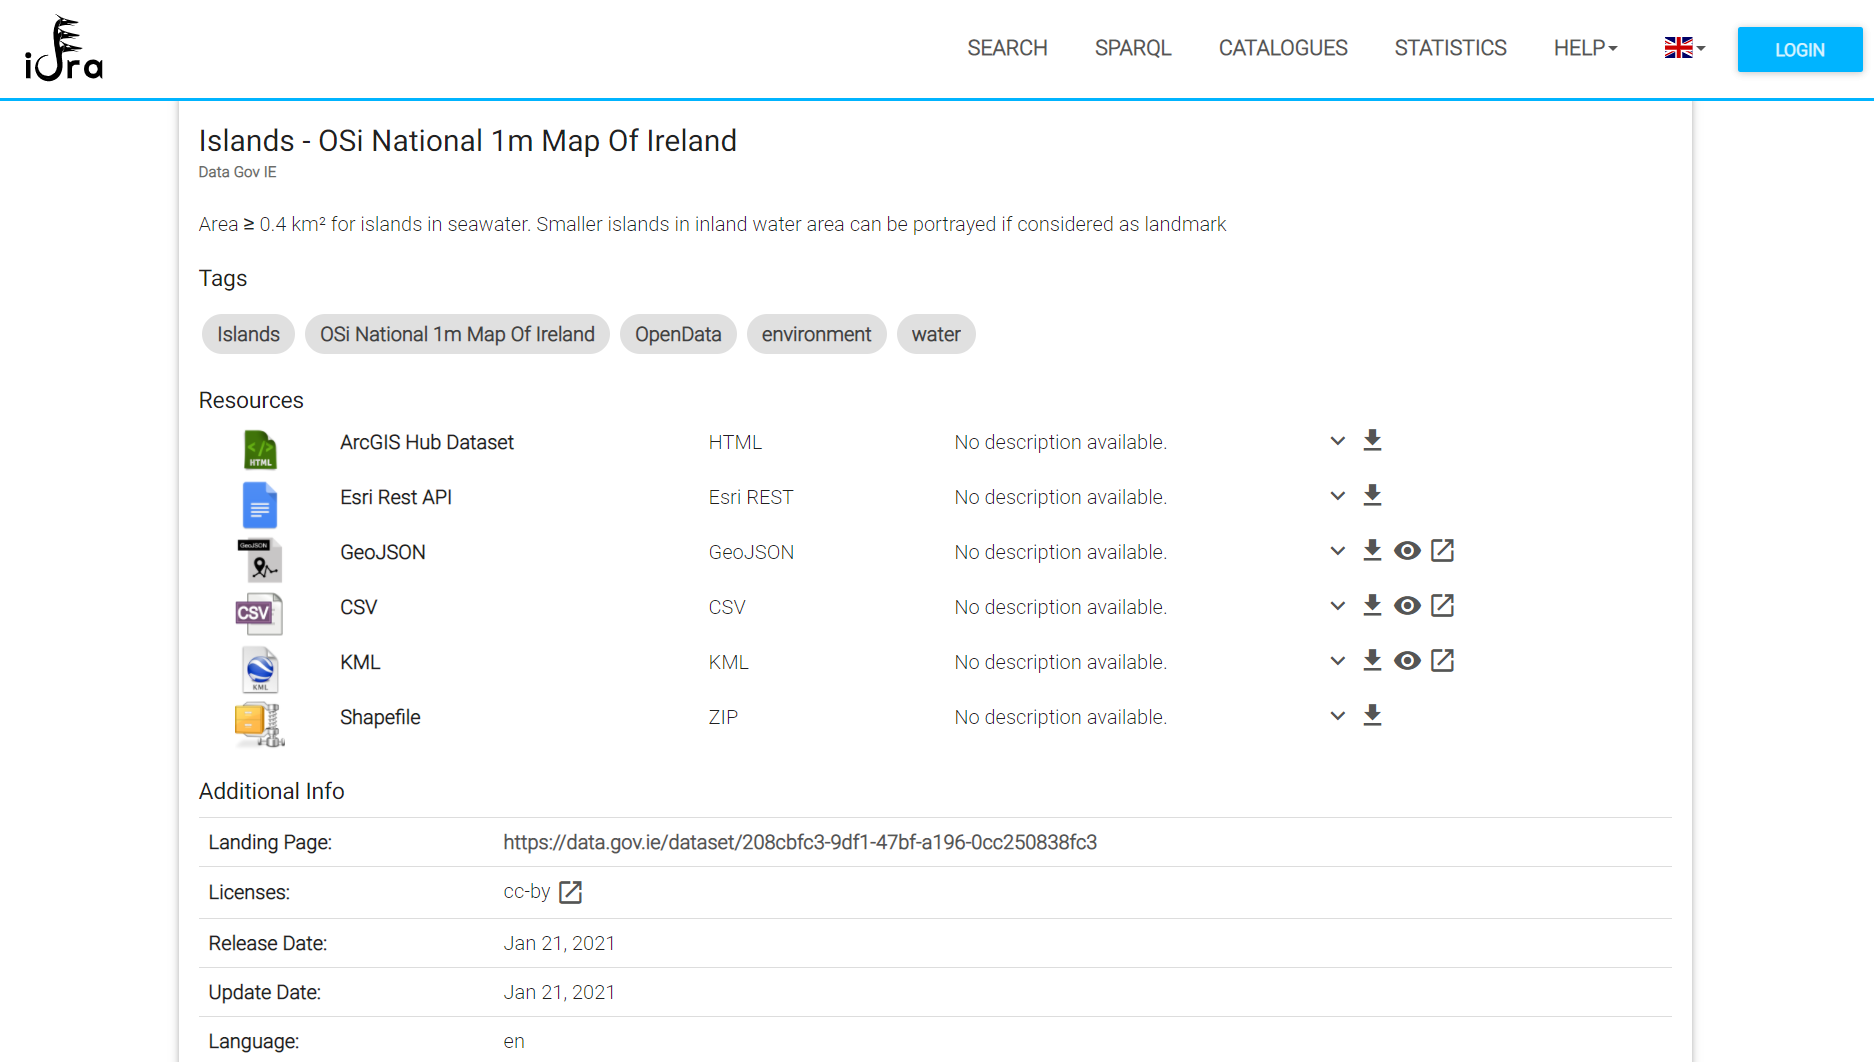 idra
SEARCH SPARQL CATALOGUES STATISTICS HELP LOGIN
Islands - OSi National 1m Map Of Ireland
Data Gov IE
Area ≥ 0.4 km² for islands in seawater. Smaller islands in inland water area can be portrayed if considered as landmark
Tags
Islands OSi National 1m Map Of Ireland OpenData environment water
Resources
HTML ArcGIS Hub Dataset HTML No description available.
Esri Rest API Esri REST No description available.
GeoJSON GeoJSON GeoJSON No description available.
CSV CSV CSV No description available.
KML KML KML No description available.
Shapefile ZIP No description available.
Additional Info
Landing Page: https://data.gov.ie/dataset/208cbfc3-9df1-47bf-a196-0cc250838fc3
Licenses: cc-by
Release Date: Jan 21, 2021
Update Date: Jan 21, 2021
Language: en